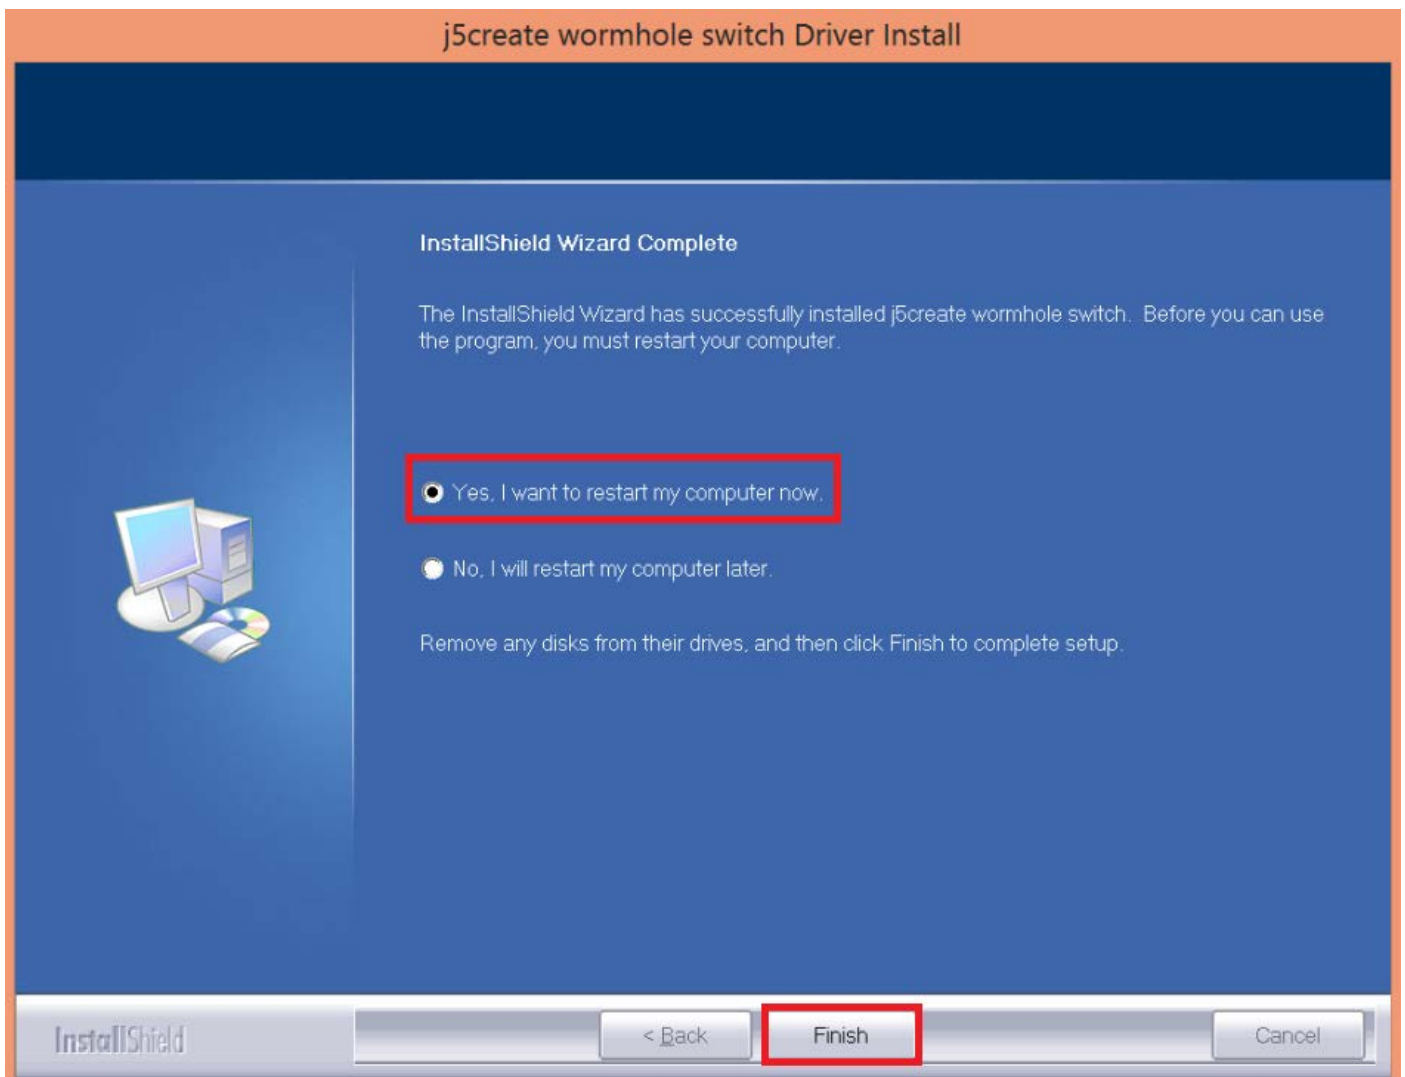 j5create wormhole switch Driver Install
InstallShield Wizard Complete
The InstallShield Wizard has successfully installed j5create wormhole switch.  Before you can use
the program, you must restart your computer.
Yes, I want to restart my computer now.
No, I will restart my computer later.
Remove any disks from their drives, and then click Finish to complete setup.
InstallShield
< Back
Finish
Cancel